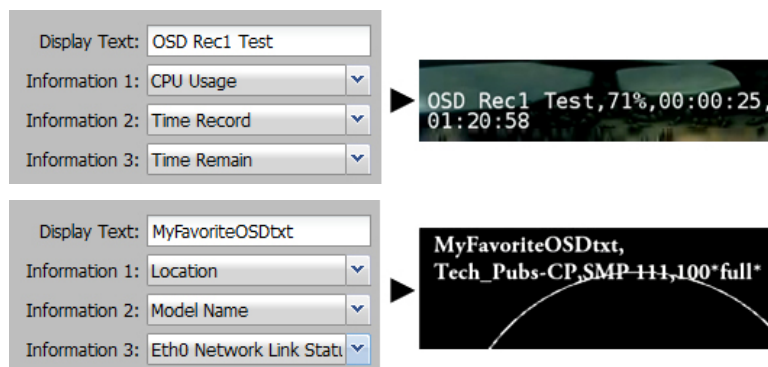 Display Text: OSD Rec1 Test
Information 1: CPU Usage
Information 2: Time Record
Information 3: Time Remain
OSD Rec1 Test,71%,00:00:25,
01:20:58
Display Text: MyFavoriteOSDtxt
Information 1: Location
Information 2: Model Name
Information 3: Eth0 Network Link Statu
MyFavoriteOSDtxt,
Tech_Pubs-CP,SMP 111,100*full*